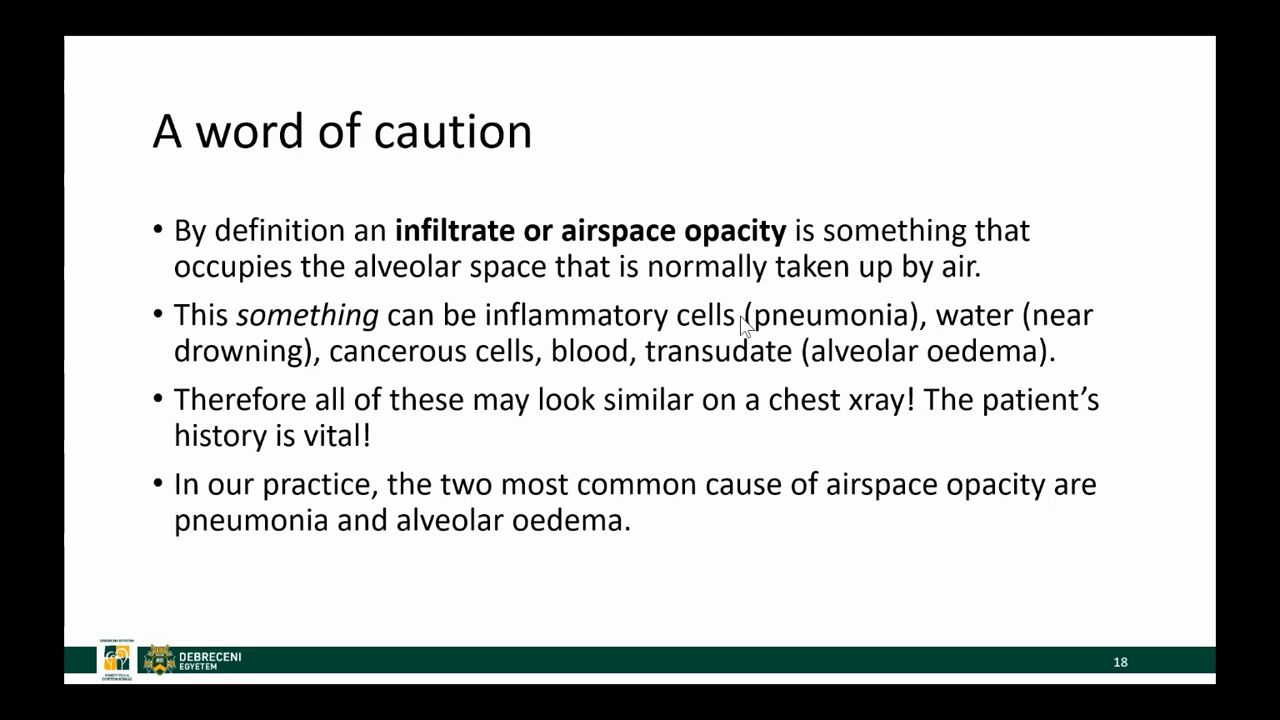 A word of caution
• By definition an infiltrate or airspace opacity is something that
occupies the alveolar space that is normally taken up by air.
• This something can be inflammatory cells (pneumonia), water (near
drowning), cancerous cells, blood, transudate (alveolar oedema).
• Therefore all of these may look similar on a chest xray! The patient’s
history is vital!
• In our practice, the two most common cause of airspace opacity are
pneumonia and alveolar oedema.
DEBRECENI
EGYETEM
18